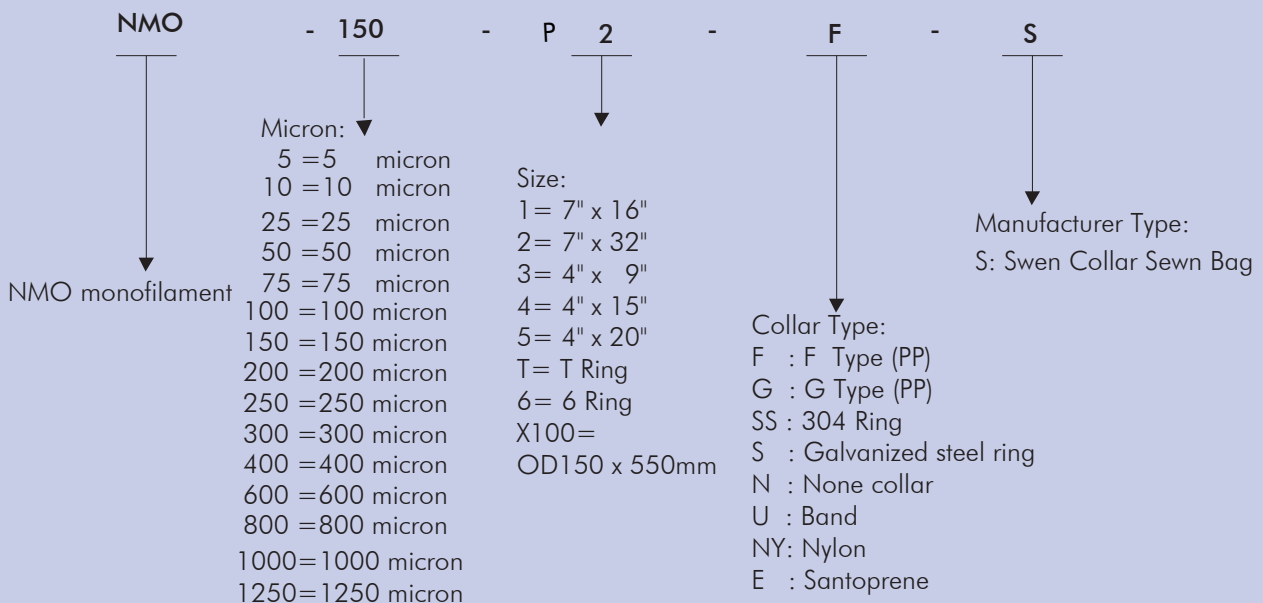 NMO - 150 - P 2 - F - S
NMO monofilament
Micron:
5 =5 micron
10 =10 micron
25 =25 micron
50 =50 micron
75 =75 micron
100 =100 micron
150 =150 micron
200 =200 micron
250 =250 micron
300 =300 micron
400 =400 micron
600 =600 micron
800 =800 micron
1000=1000 micron
1250=1250 micron
Size:
1= 7" x 16"
2= 7" x 32"
3= 4" x 9"
4= 4" x 15"
5= 4" x 20"
T= T Ring
6= 6 Ring
X100=
OD150 x 550mm
Collar Type:
F : F Type (PP)
G : G Type (PP)
SS : 304 Ring
S : Galvanized steel ring
N : None collar
U : Band
NY: Nylon
E : Santoprene
Manufacturer Type:
S: Swen Collar Sewn Bag